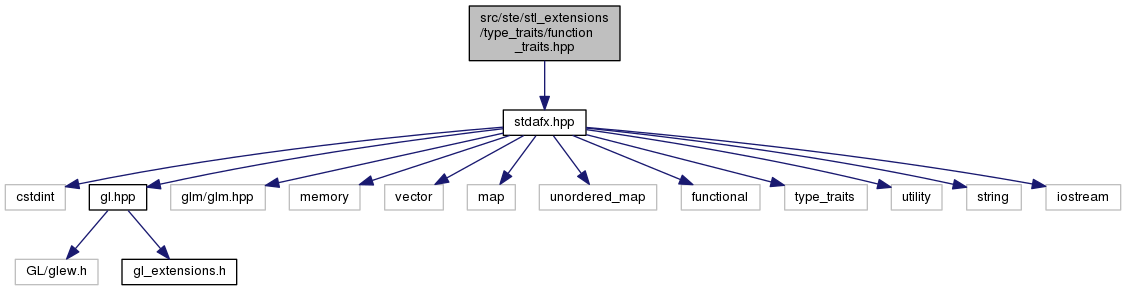 src/ste/stl_extensions
/type_traits/function
_traits.hpp
stdafx.hpp
cstdint
gl.hpp
glm/glm.hpp
memory
vector
map
unordered_map
functional
type_traits
utility
string
iostream
GL/glew.h
gl_extensions.h